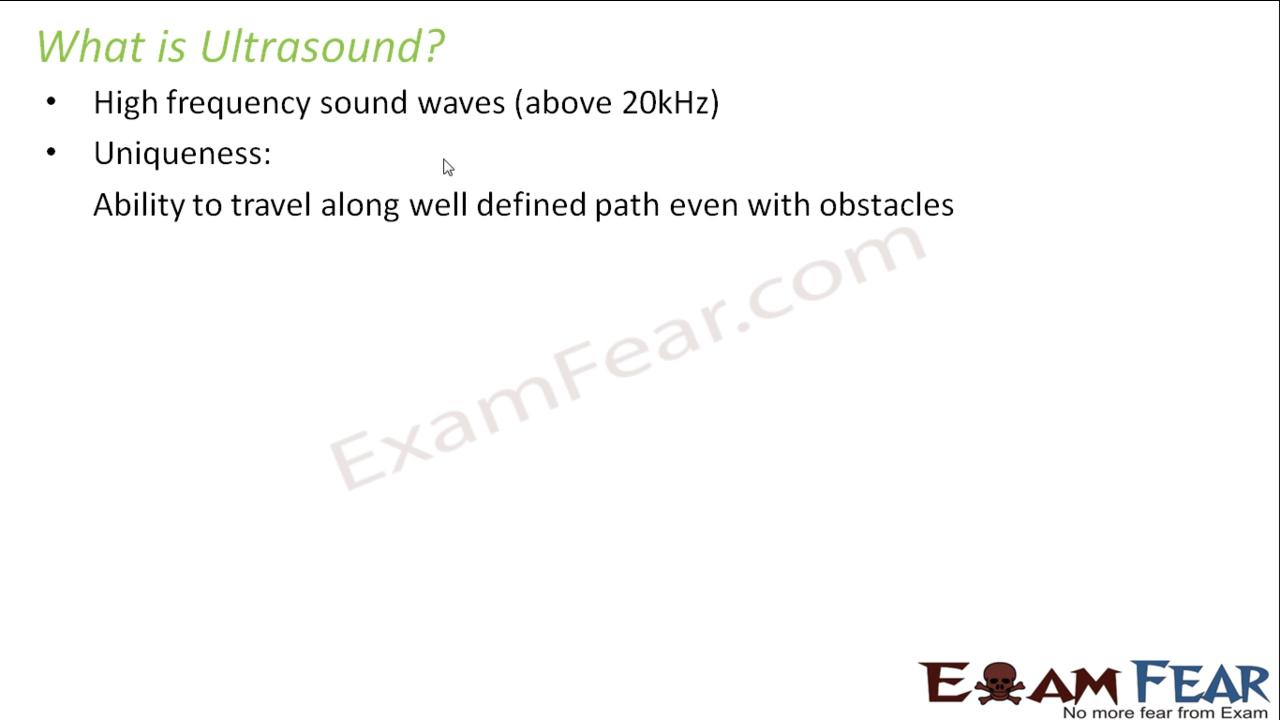 What is Ultrasound?
• High frequency sound waves (above 20kHz)
• Uniqueness:
Ability to travel along well defined path even with obstacles
ExamFear.com
EXAM FEAR
No more fear from Exam